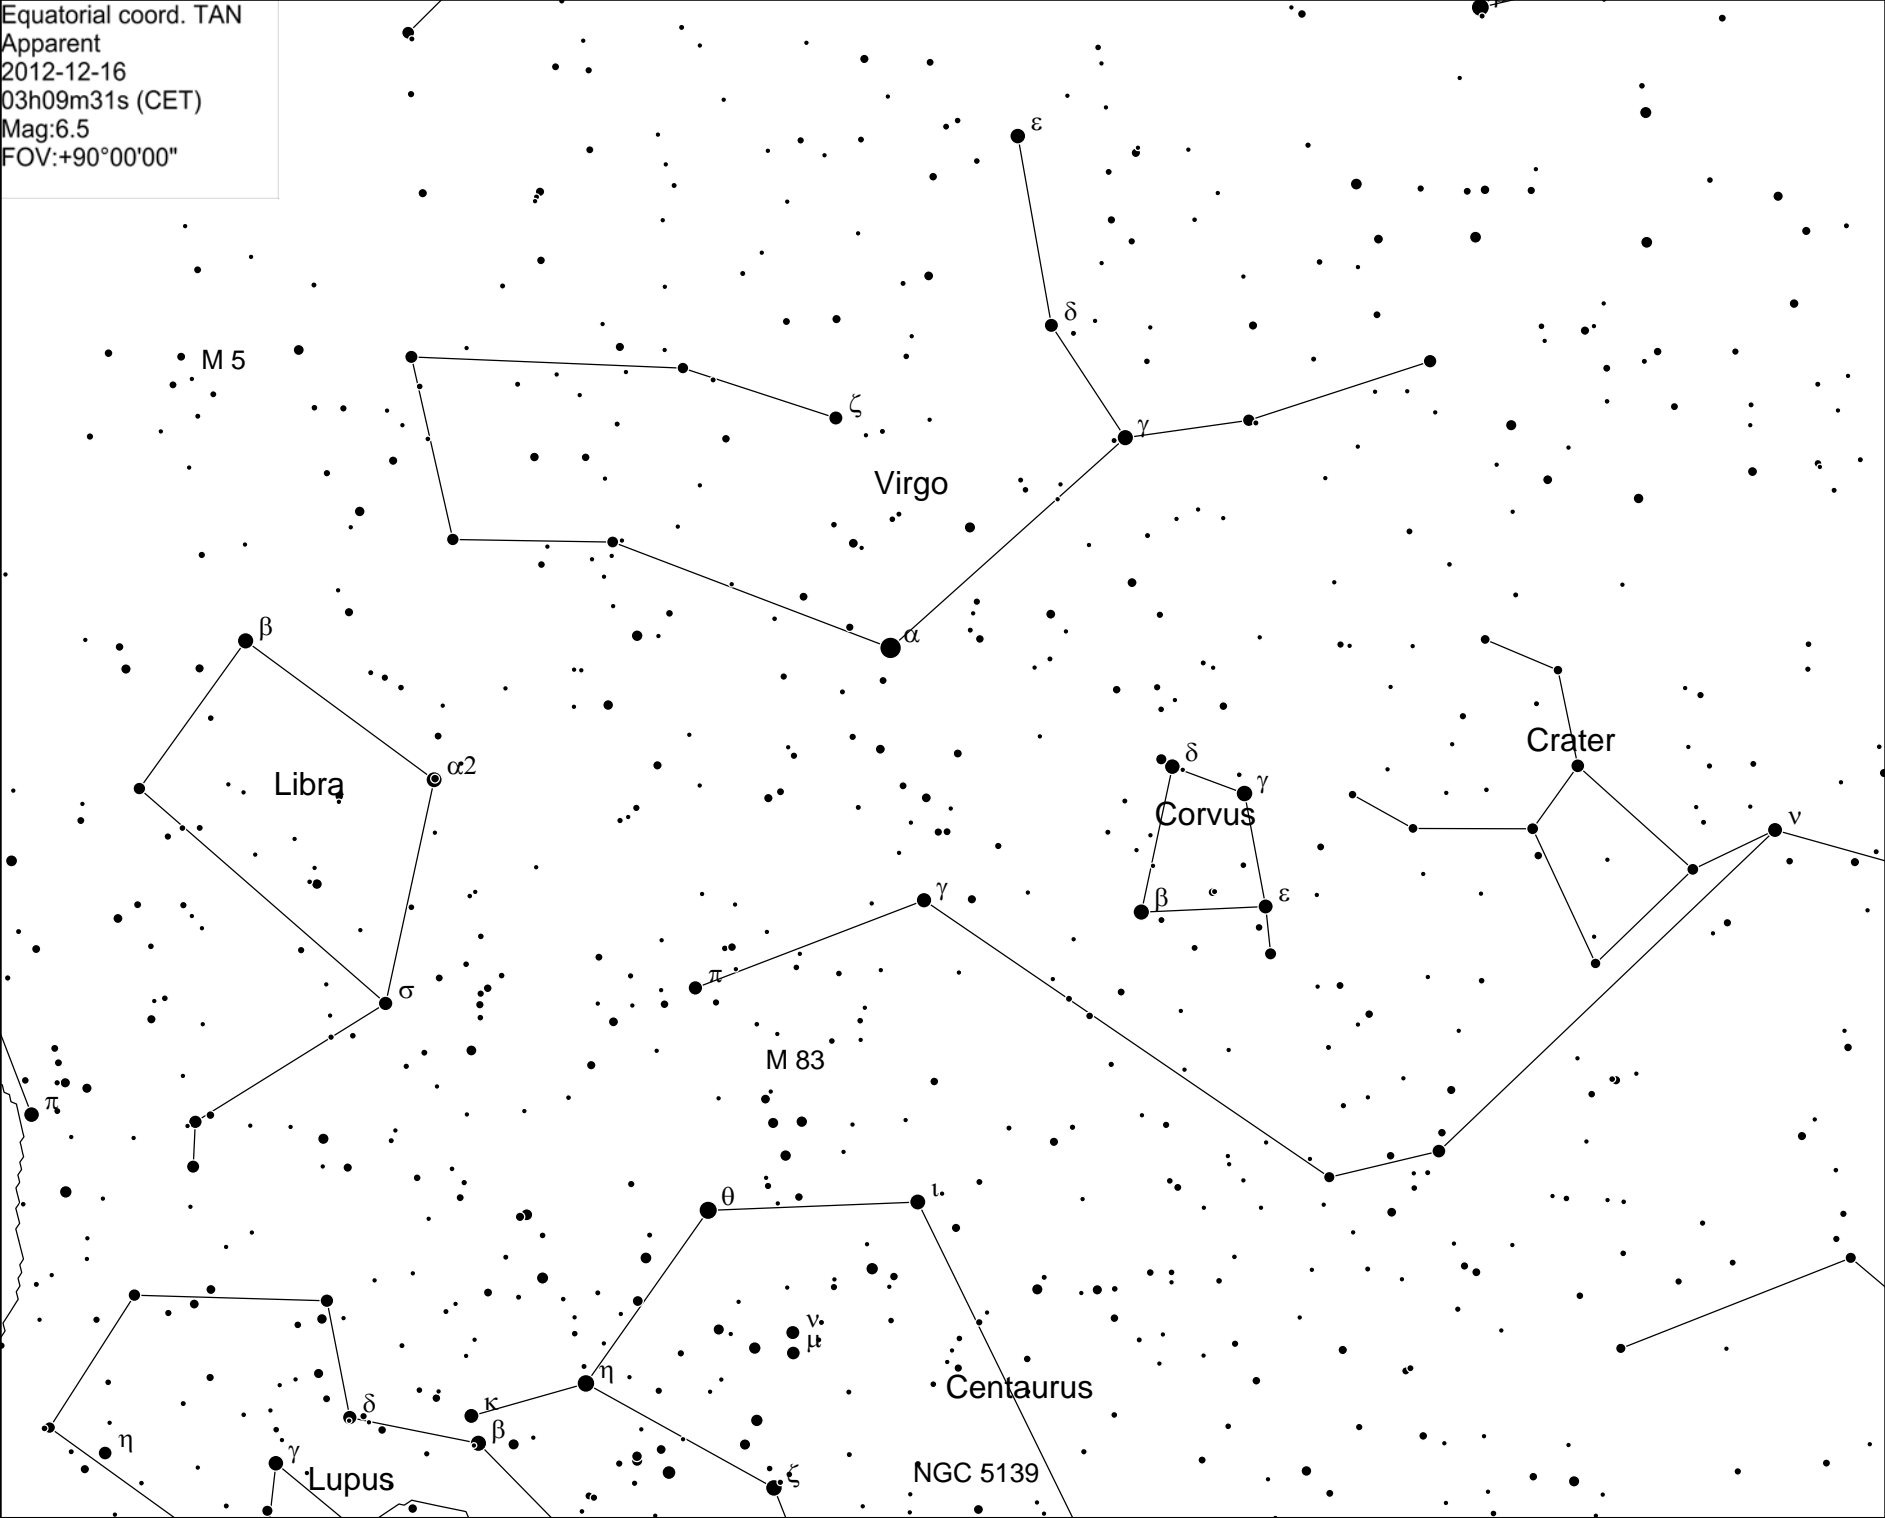 Equatorial coord. TAN
Apparent
2012-12-16
03h09m31s (CET)
Mag:6.5
FOV:+90°00'00"
ε
δ
M 5
ζ
γ
Virgo
β
α
Crater
δ
α2
Libra
γ
Corvus
ν
γ
β
ε
π
σ
M 83
π
θ
ι
ν
μ
η
Centaurus
κ
δ
β
η
γ
Lupus
ζ
NGC 5139